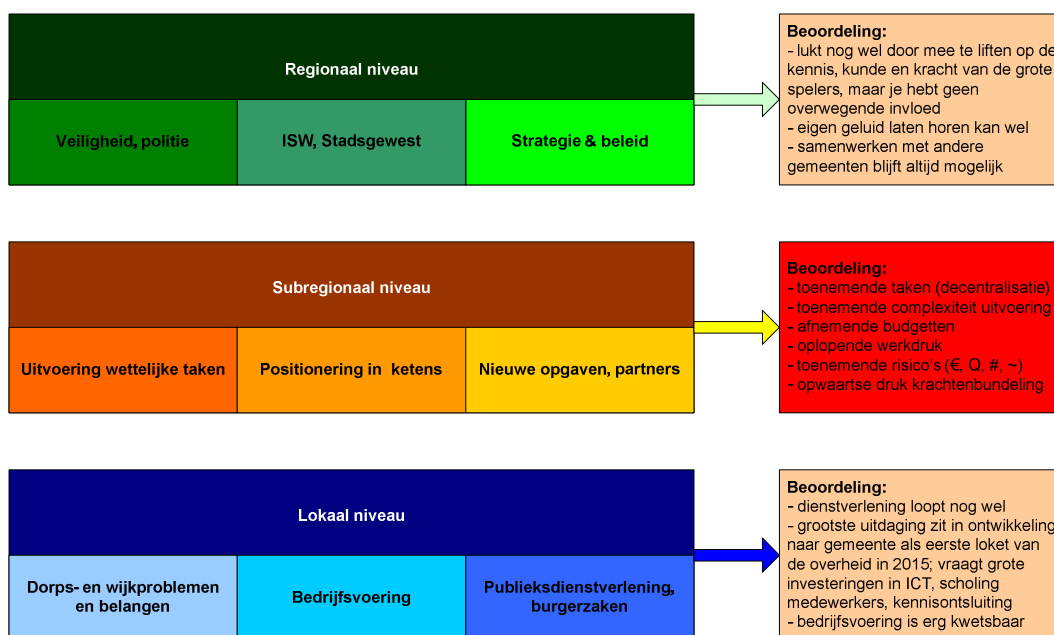 Regionaal niveau
Veiligheid, politie
ISW, Stadsgewest
Strategie & beleid
Beoordeling:
- lukt nog wel door mee te liften op de
kennis, kunde en kracht van de grote
spelers, maar je hebt geen
overwegende invloed
- eigen geluid laten horen kan wel
- samenwerken met andere
gemeenten blijft altijd mogelijk
Subregionaal niveau
Uitvoering wettelijke taken
Positionering in ketens
Nieuwe opgaven, partners
Beoordeling:
- toenemende taken (decentralisatie)
- toenemende complexiteit uitvoering
- afnemende budgetten
- oplopende werkdruk
- toenemende risico's (€, Q, #, ~)
- opwaartse druk krachtenbundeling
Lokaal niveau
Dorps- en wijkproblemen
en belangen
Bedrijfsvoering
Publieksdienstverlening,
burgerzaken
Beoordeling:
- dienstverlening loopt nog wel
- grootste uitdaging zit in ontwikkeling
naar gemeente als eerste loket van
de overheid in 2015; vraagt grote
investeringen in ICT, scholing
medewerkers, kennisontsluiting
- bedrijfsvoering is erg kwetsbaar